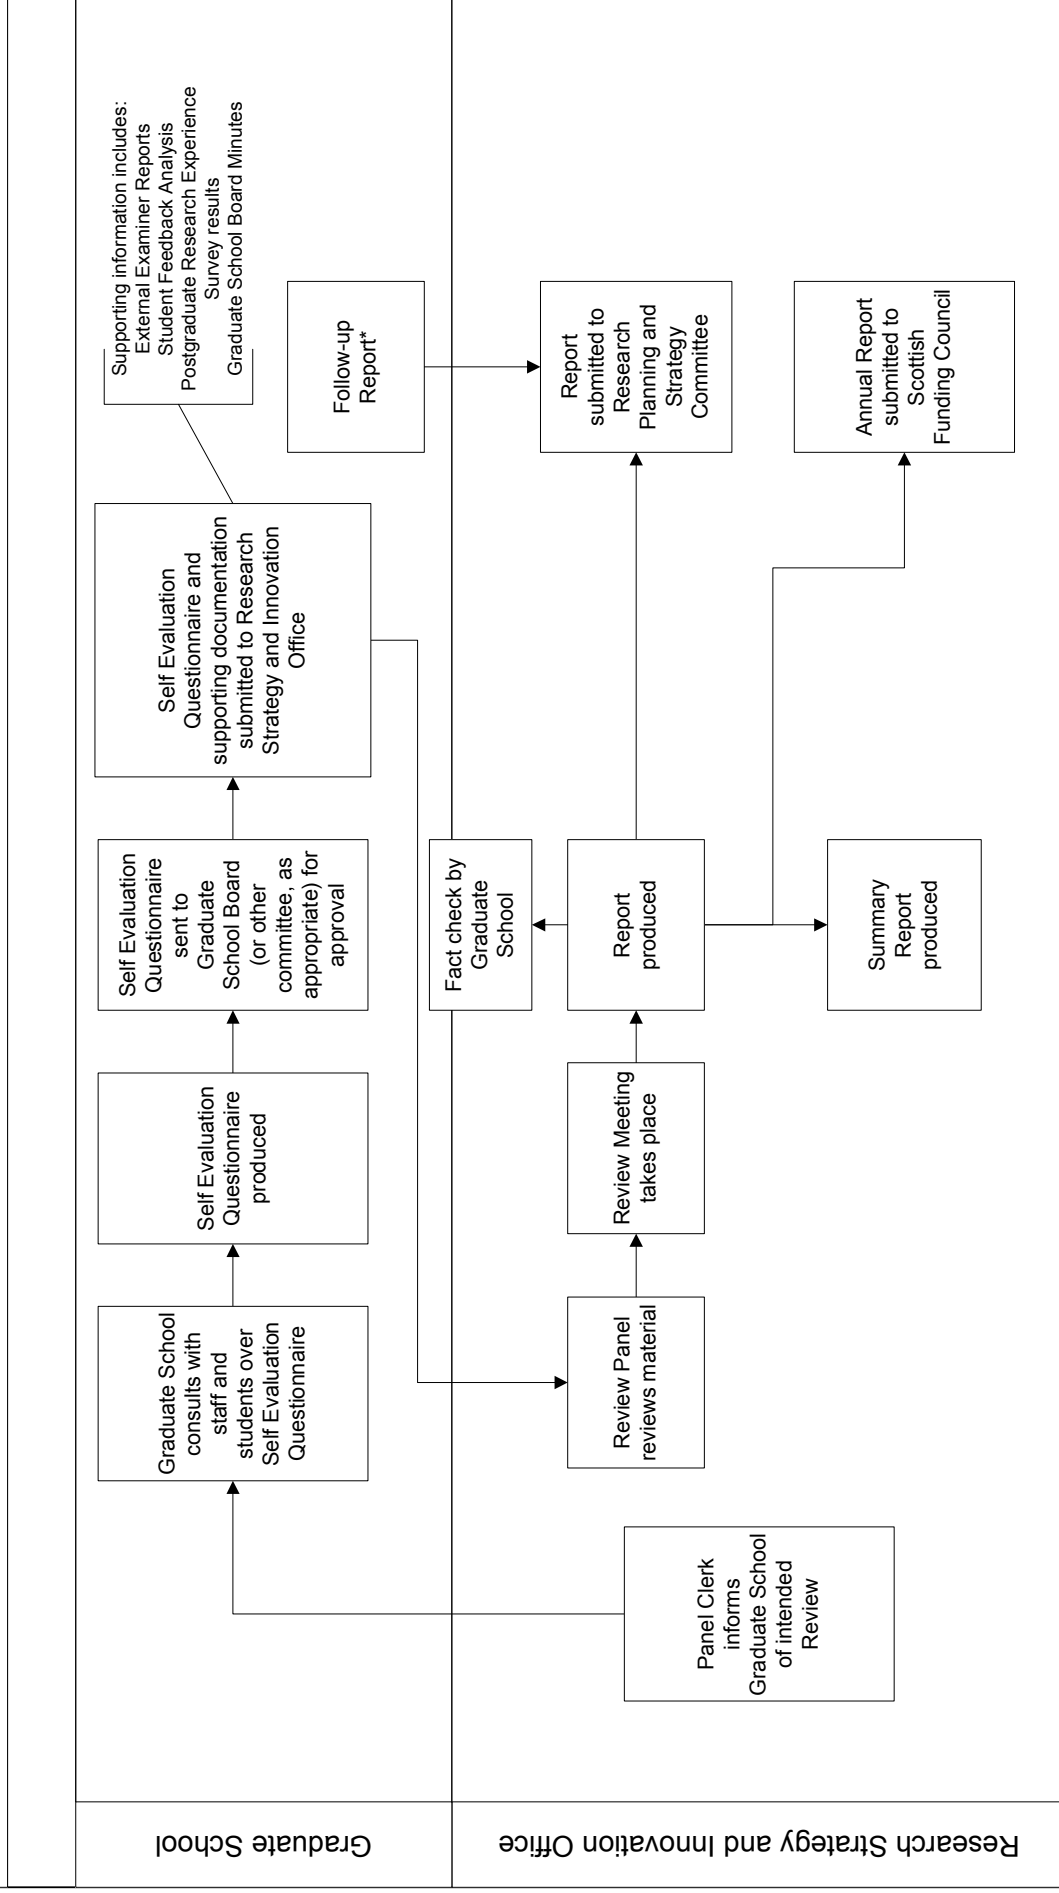 Graduate School
Research Strategy and Innovation Office
Panel Clerk
informs
Graduate School
of intended
Review
Graduate School
consults with
staff and
students over
Self Evaluation
Questionnaire
Self Evaluation
Questionnaire
produced
Self Evaluation
Questionnaire
sent to
Graduate
School Board
(or other
committee, as
appropriate) for
approval
Self Evaluation
Questionnaire and
supporting documentation
submitted to Research
Strategy and Innovation
Office
Supporting information includes:
External Examiner Reports
Student Feedback Analysis
Postgraduate Research Experience
Survey results
Graduate School Board Minutes
Review Panel
reviews material
Review Meeting
takes place
Report
produced
Fact check by
Graduate
School
Summary
Report
produced
Follow-up
Report*
Report
submitted to
Research
Planning and
Strategy
Committee
Annual Report
submitted to
Scottish
Funding Council